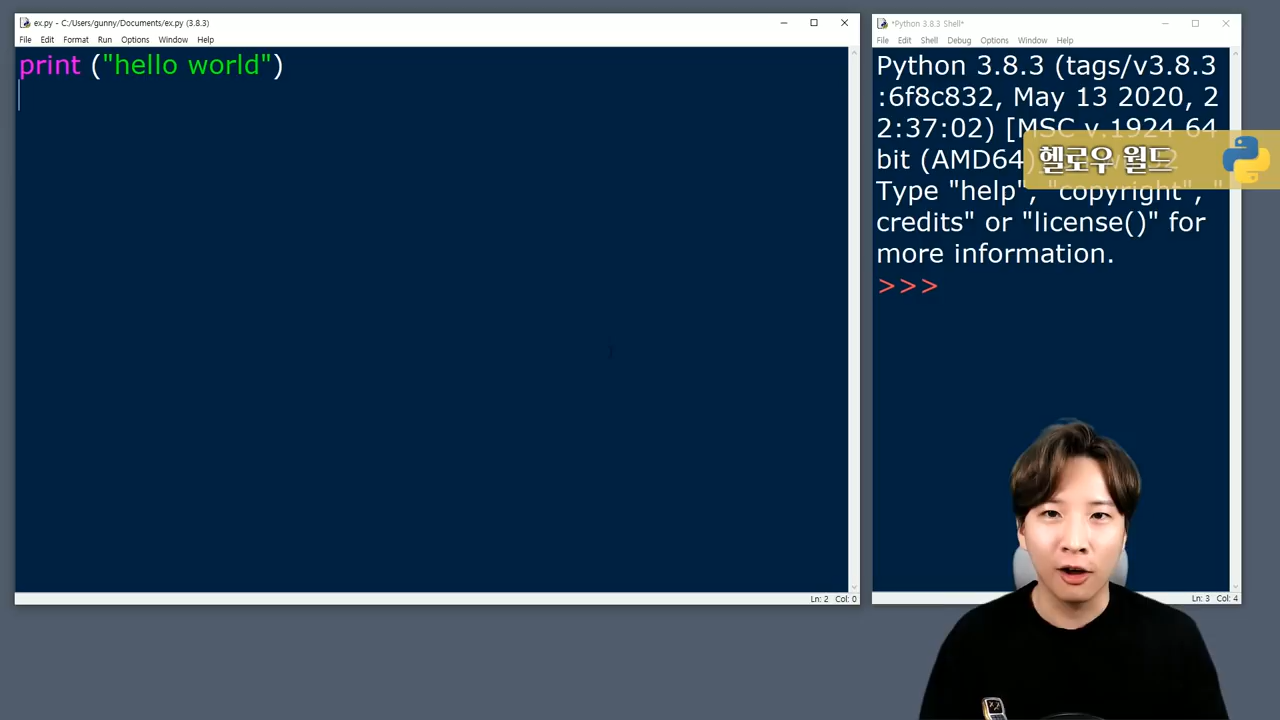 ex.py - C:/Users/gunny/Documents/ex.py (3.8.3)
File Edit Format Run Options Window Help
print ("hello world")
Ln: 2 Col: 0
*Python 3.8.3 Shell*
File Edit Shell Debug Options Window Help
Python 3.8.3 (tags/v3.8.3
:6f8c832, May 13 2020, 2
2:37:02) [MSC v.1924 64
bit (AMD64)
헬로우 월드
Type "help", "copyright", "
credits" or "license()" for
more information.
>>>
Ln: 3 Col: 4